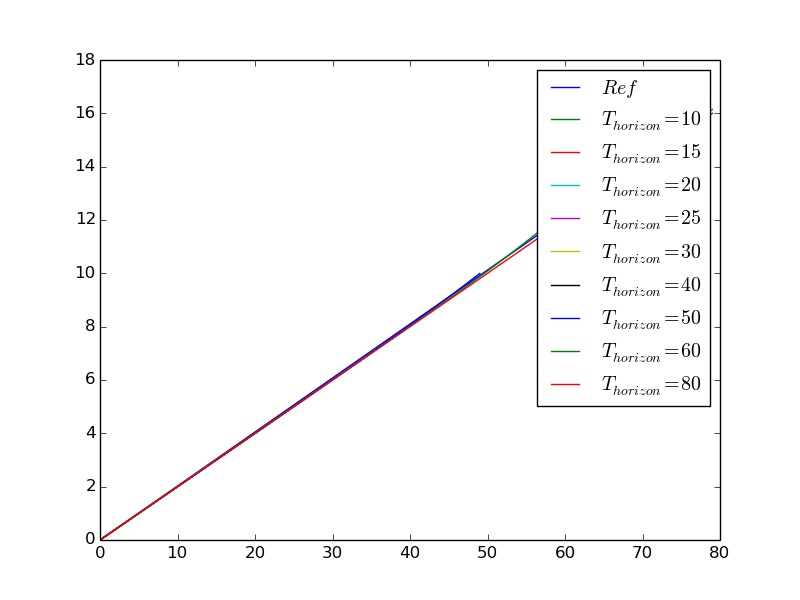 18
16
14
12
10
8
6
4
2
0
0 10 20 30 40 50 60 70 80
Ref
T_horizon = 10
T_horizon = 15
T_horizon = 20
T_horizon = 25
T_horizon = 30
T_horizon = 40
T_horizon = 50
T_horizon = 60
T_horizon = 80